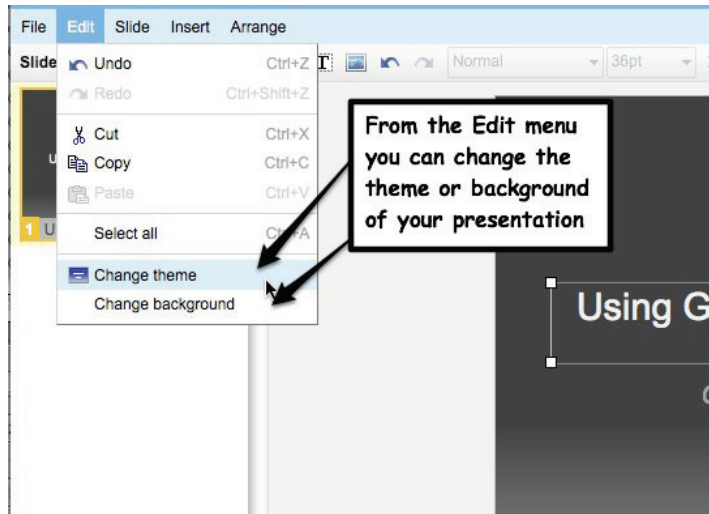 File Edit Slide Insert Arrange
Slide
Undo Ctrl+Z
T Normal 36pt
Redo Ctrl+Shift+Z
Cut Ctrl+X
Copy Ctrl+C
Paste Ctrl+V
Select all
Change theme
Change background
From the Edit menu
you can change the
theme or background
of your presentation
1 U
Using G